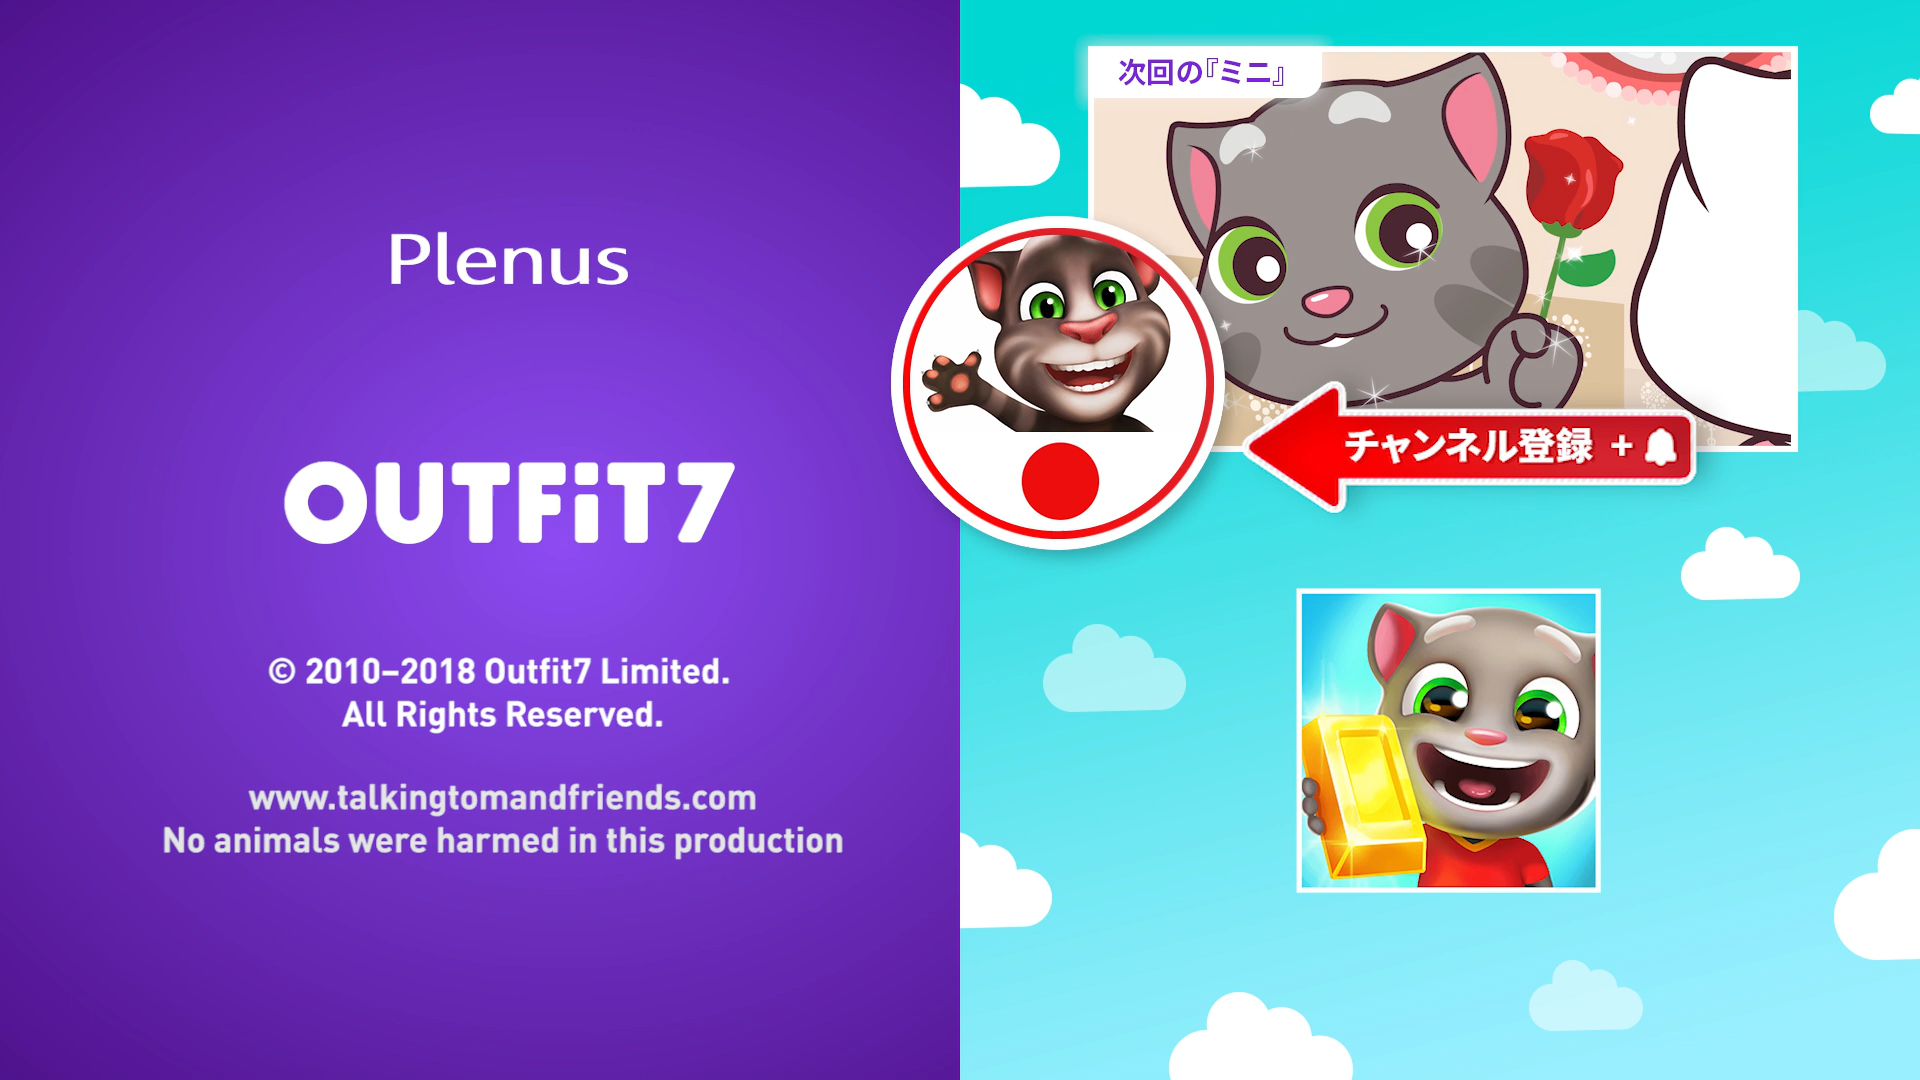 Plenus
OUTFiT7
© 2010–2018 Outfit7 Limited.
All Rights Reserved.
www.talkingtomandfriends.com
No animals were harmed in this production
次回の『ミニ』
チャンネル登録 +